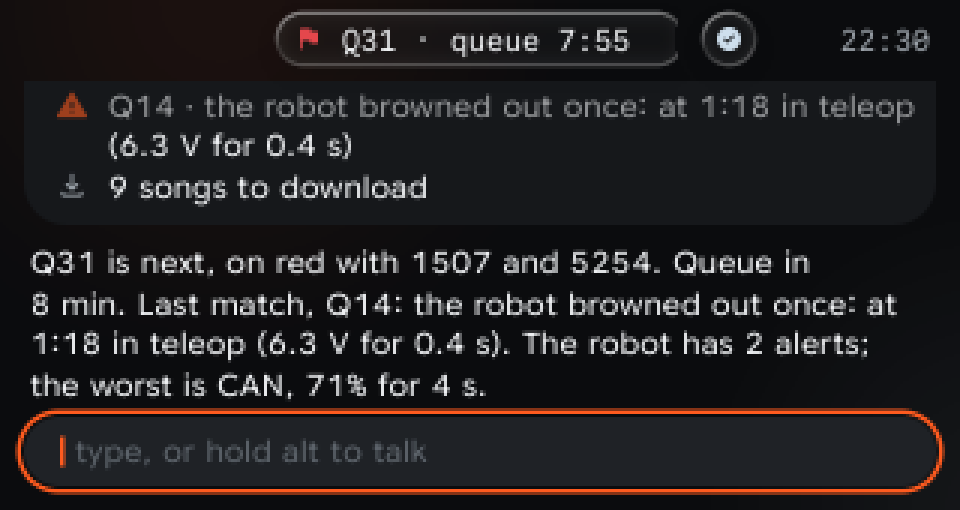 Q31 · queue 7:55
22:30
Q14 · the robot browned out once: at 1:18 in teleop
(6.3 V for 0.4 s)
9 songs to download
Q31 is next, on red with 1507 and 5254. Queue in
8 min. Last match, Q14: the robot browned out once: at
1:18 in teleop (6.3 V for 0.4 s). The robot has 2 alerts;
the worst is CAN, 71% for 4 s.
type, or hold alt to talk